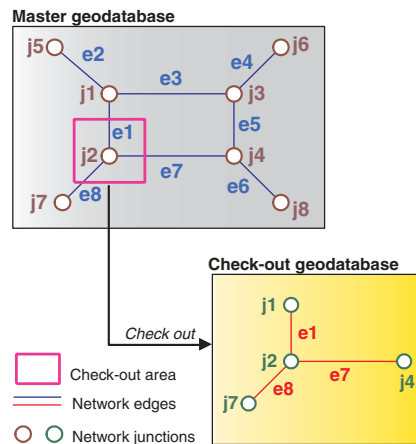 Master geodatabase
j5
e2
j6
e4
j1
e3
j3
e1
e5
j2
e7
j4
j7
e8
e6
j8
Check-out geodatabase
j1
Check out
e1
j2
e7
j4
e8
j7
Check-out area
Network edges
Network junctions